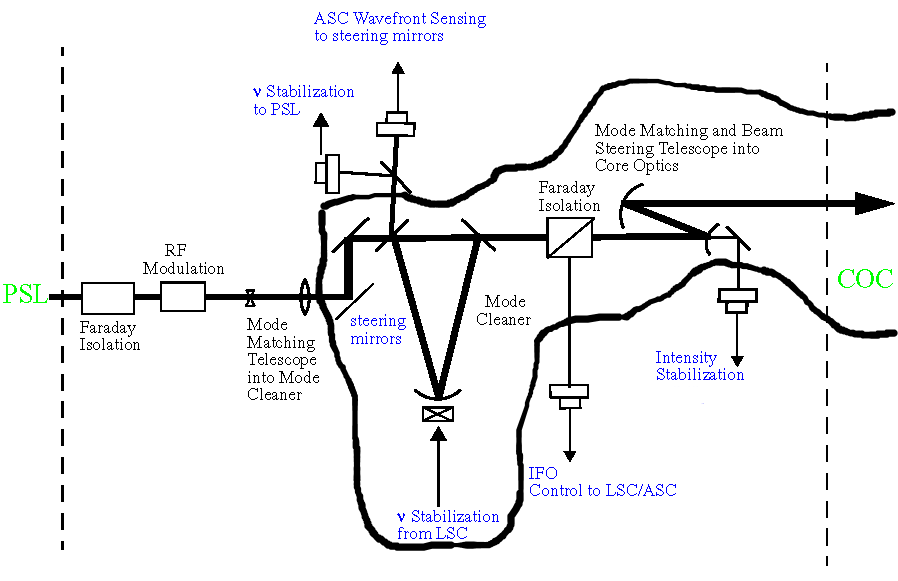 ASC Wavefront Sensing
to steering mirrors
ν Stabilization
to PSL
Mode Matching and Beam
Steering Telescope into
Core Optics
Faraday
Isolation
RF
Modulation
PSL
COC
Faraday
Isolation
Mode
Matching
Telescope
into Mode
Cleaner
steering
mirrors
Mode
Cleaner
Intensity
Stabilization
IFO
Control to LSC/ASC
ν Stabilization
from LSC